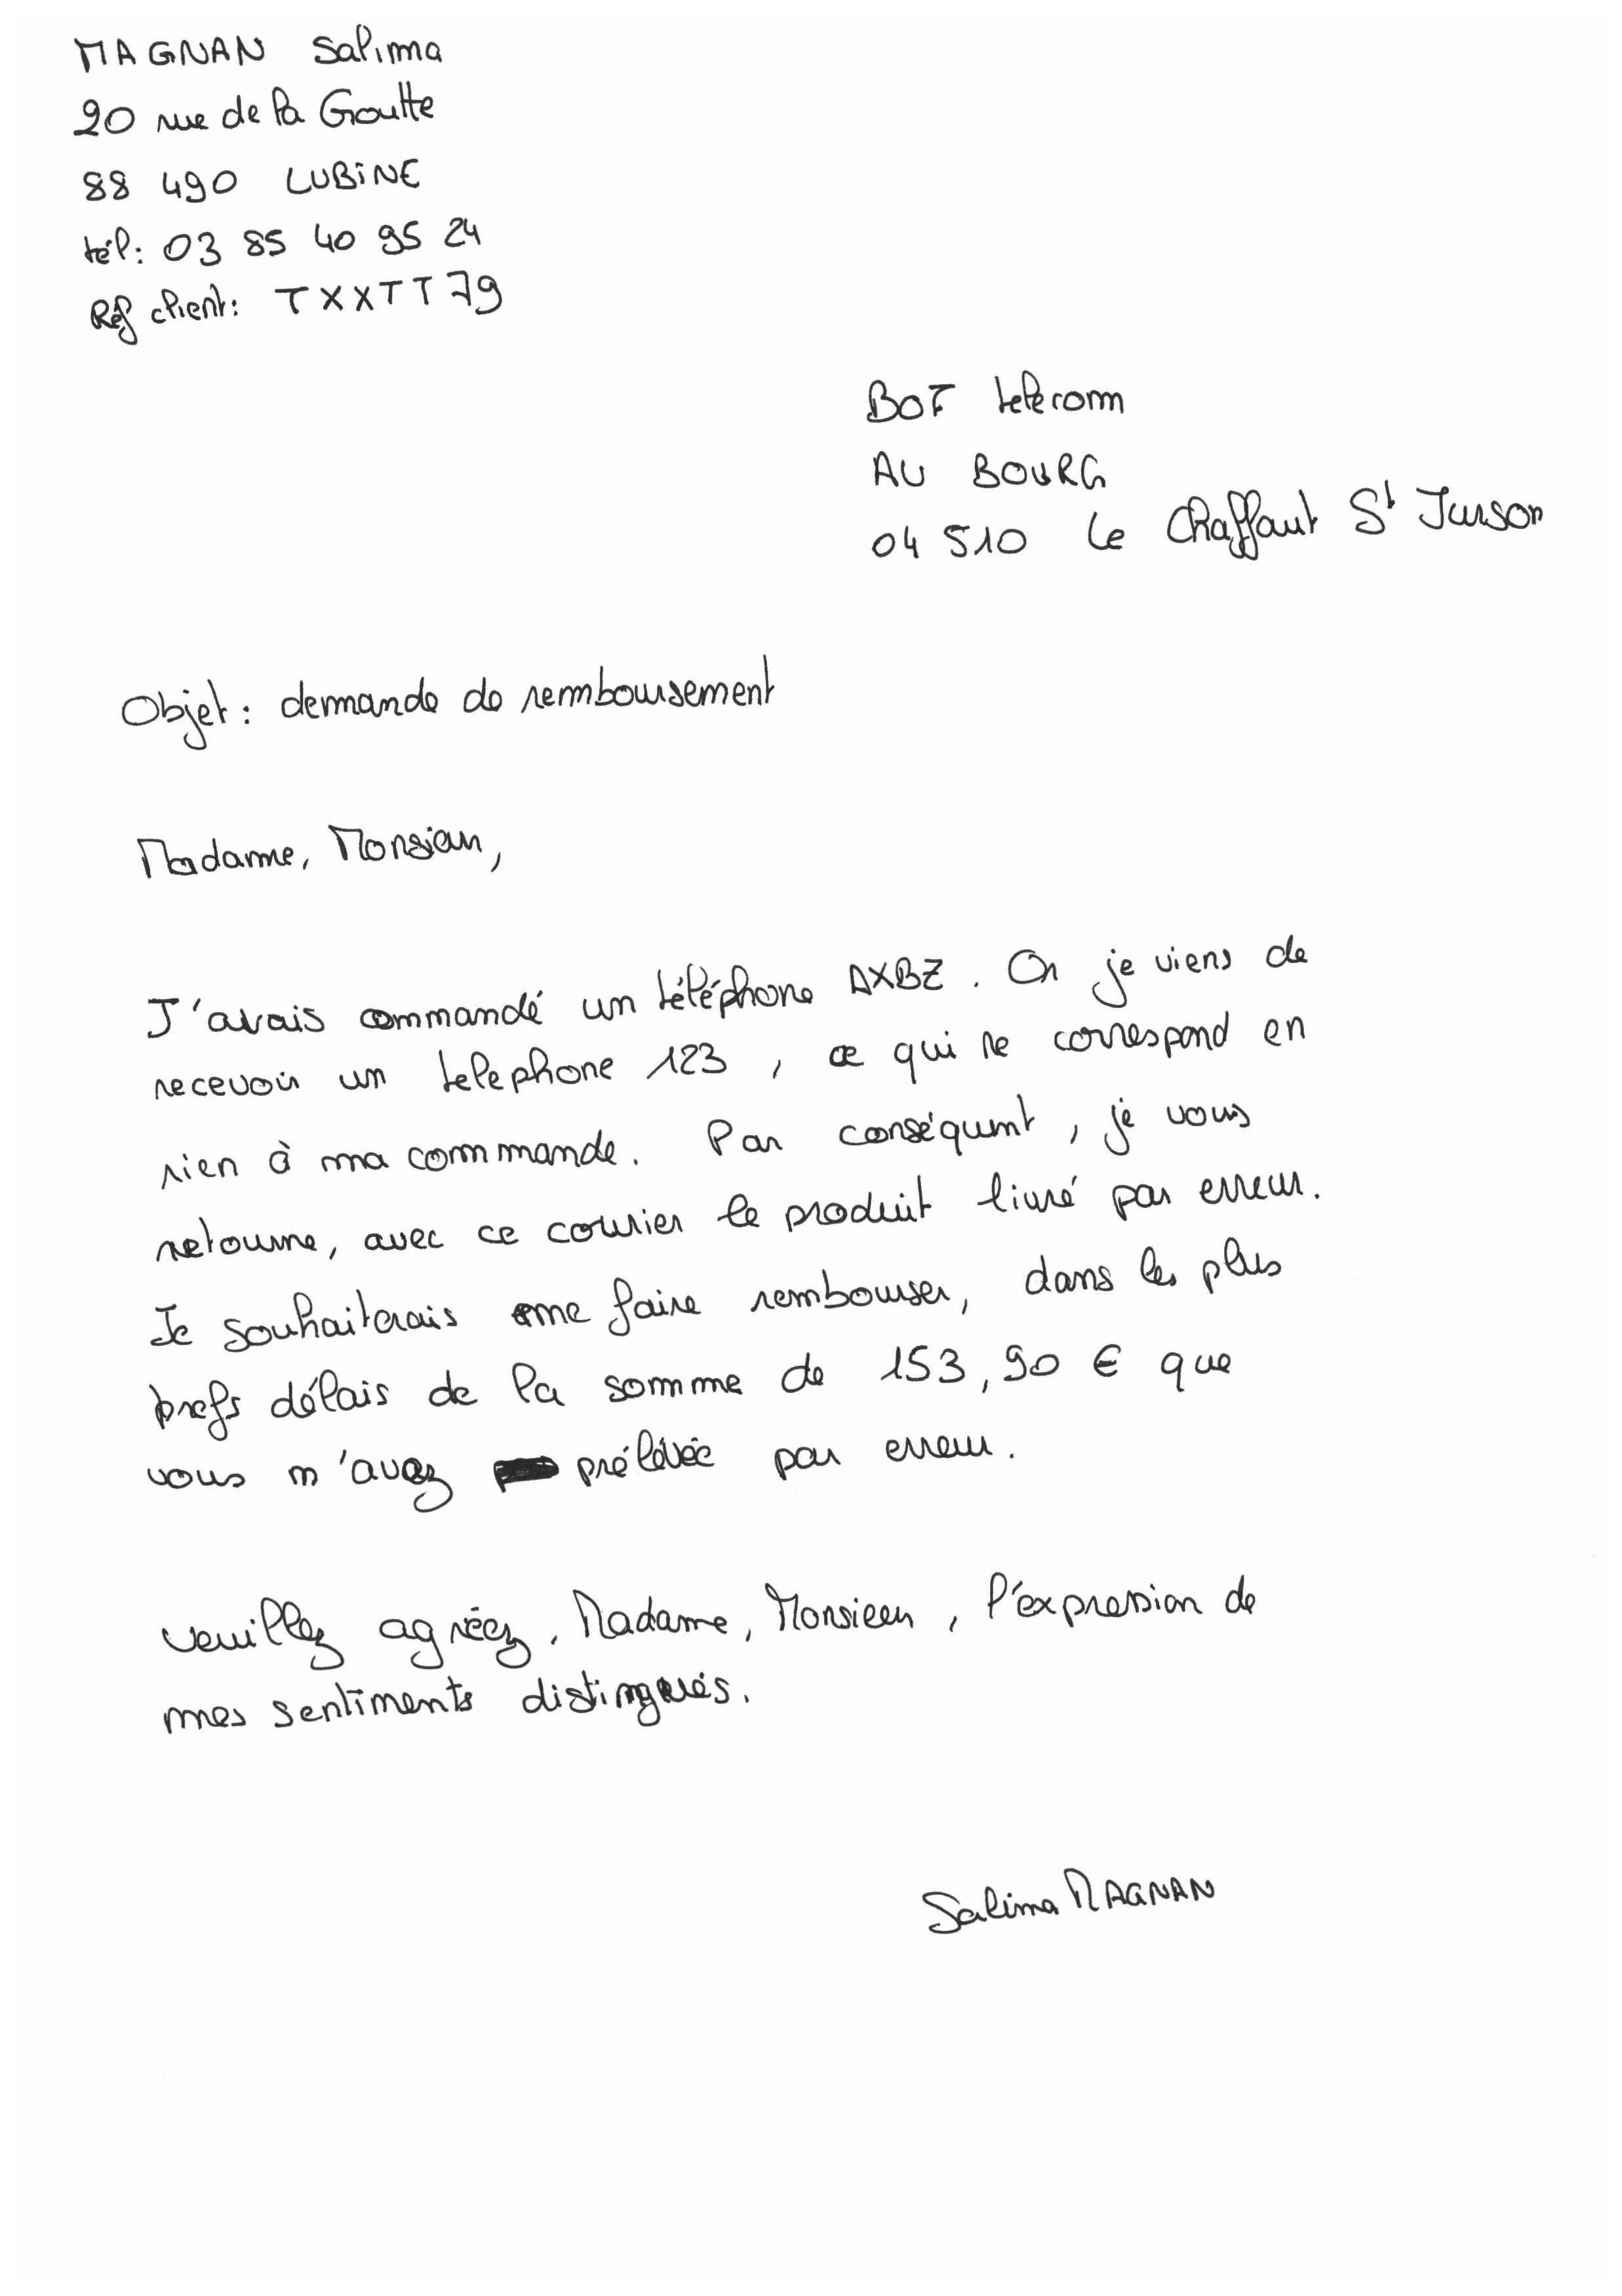 MAGNAN Salima
20 rue de la Goutte
88 490 LUBINE
tél: 03 85 40 95 24
Réf client: TXXTT79
BOF telecom
AU BOURG
04 510 Le Chaffaut St Jurson
Objet: demande de remboursement
Madame, Monsieur,
J'avais commandé un téléphone AXBZ. Or je viens de
recevoir un telephone 123, ce qui ne correspond en
rien à ma commande. Par conséquent, je vous
retourne, avec ce courier le produit livré par erreur.
Je souhaiterais me faire rembourser, dans les plus
brefs délais de la somme de 153,90 € que
vous m'avez prélévée par erreur.
Veuillez agréez, Madame, Monsieur, l'expression de
mes sentiments distingués.
Salima MAGNAN